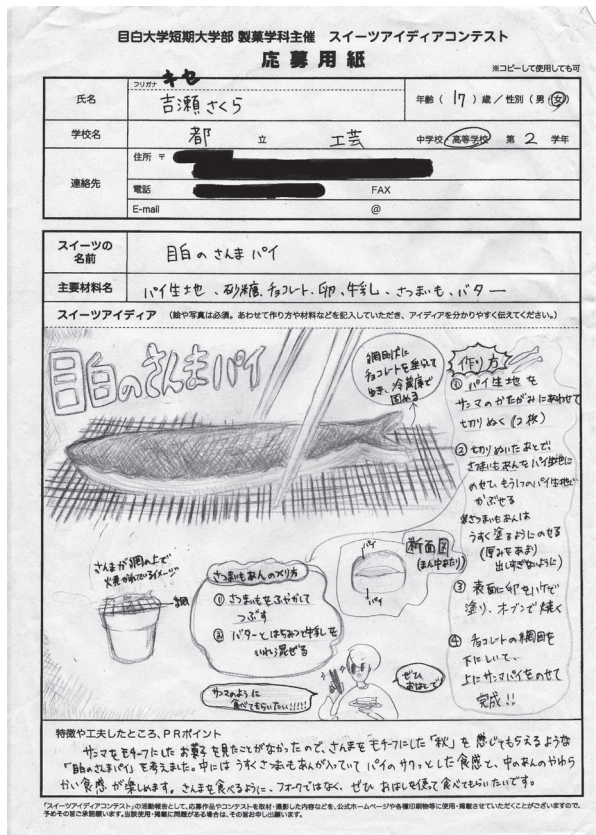 目白大学短期大学部 製菓学科主催　スイーツアイディアコンテスト
応募用紙
※コピーして使用しても可
フリガナ キセ
氏名 吉瀬さくら 年齢（17）歳／性別（男・女）
学校名 都 立 工芸 中学校・高等学校 第 2 学年
連絡先
住所 〒
電話 FAX
E-mail @
スイーツの名前 目白のさんまパイ
主要材料名 パイ生地、砂糖、チョコレート、卵、牛乳、さつまいも、バター
スイーツアイディア （絵や写真は必須。あわせて作り方や材料などを記入していただき、アイディアを分かりやすく伝えてください。）
目白のさんまパイ
網目状に
チョコレートを垂らして
ゆき、冷蔵庫で
固める
作り方
① パイ生地を
サンマのかたがみにあわせて
切りぬく(2枚)
② 切りぬいたあとで、
さつまいもあんをパイ生地に
のせ、もう1つのパイ生地で
かぶせる
※さつまいもあんは
うすく塗るようにのせる
(厚みをあまり
出しすぎないように)
③ 表面に卵をハケで
塗り、オーブンで焼く
④ チョコレートの網目を
下にしいて、
上にサンマパイをのせて
完成!!
さんまが網の上で
焼かれているイメージ
網
さつまいもあんの作り方
① さつまいもをふやかして
つぶす
② バターとはちみつと牛乳を
いれ混ぜる
断面図
(まん中あたり)
パイ
パイ
サンマのように
食べてもらいたい!!!!!
ぜひ
おはしで
特徴や工夫したところ、PRポイント
サンマをモチーフにしたお菓子を見たことがなかったので、さんまをモチーフにした「秋」を感じてもらえるような
「目白のさんまパイ」を考えました。中にはうすくさつまいもあんが入っていてパイのサクッとした食感と、中のあんのやわら
かい食感が楽しめます。さんまを食べるように、フォークではなく、ぜひおはしを使って食べてもらいたいです。
「スイーツアイディアコンテスト」の活動報告として、応募作品やコンテストを取材・撮影した内容などを、公式ホームページや各種印刷物等に使用・掲載させていただくことがございますので、
予めその旨ご承諾願います。当該使用・掲載に問題がある場合は、その旨お申し出願います。